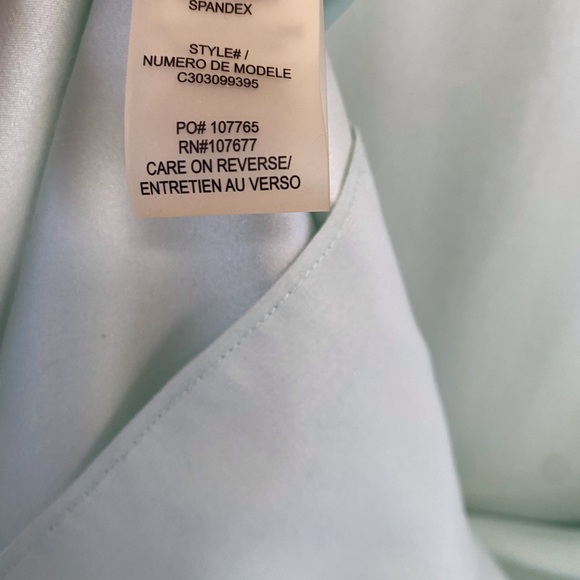 SPANDEX
STYLE# /
NUMERO DE MODELE
C303099395
PO# 107765
RN#107677
CARE ON REVERSE/
ENTRETIEN AU VERSO